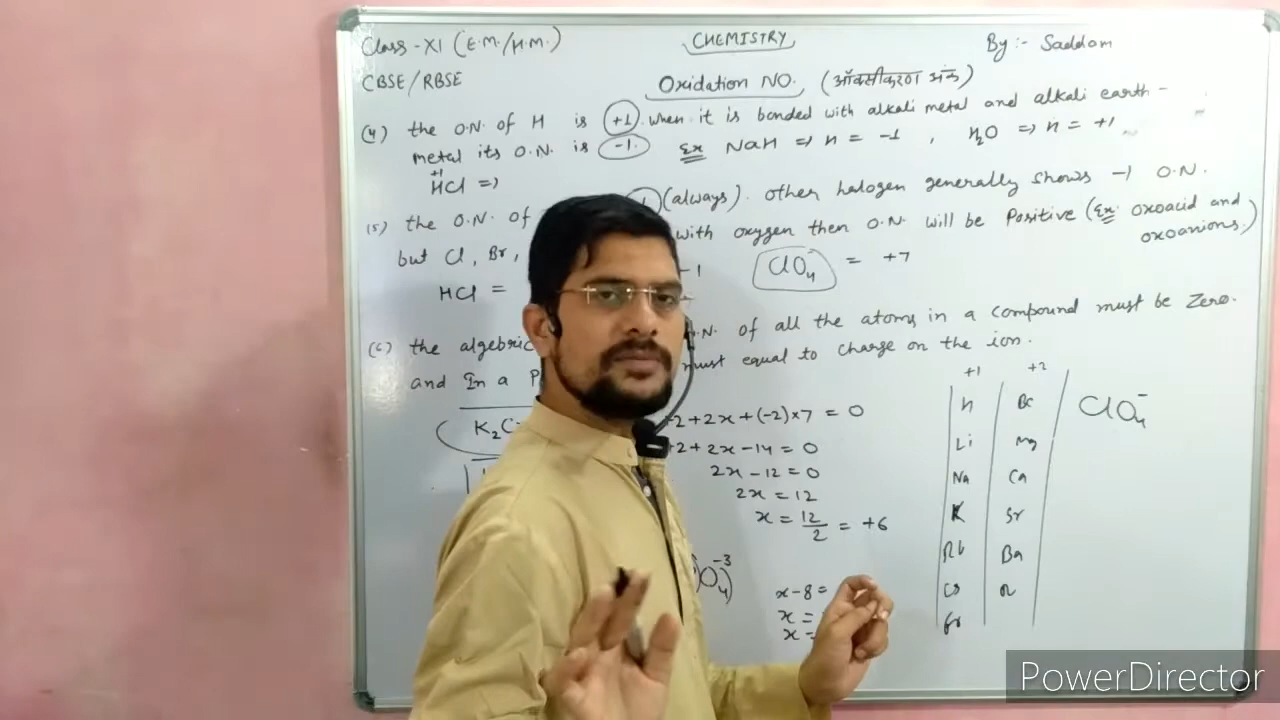 Class - XI (E.M./H.M.)
CHEMISTRY
By :- Saddam
CBSE/RBSE
Oxidation NO. (ऑक्सीकरण अंक)
(4) the O.N. of H is +1 when it is bonded with alkali metal and alkali earth -
metal its O.N. is -1. Ex NaH => H = -1 , H2O => H = +1
+1
HCl =>
(5) the O.N. of (always). other halogen generally shows -1 O.N.
but Cl, Br, with oxygen then O.N. will be Positive (Ex oxoacid and
oxoanions.)
HCl = -1 ClO4⁻ = +7
(6) the algebric O.N. of all the atoms in a compound must be Zero.
and In a P must equal to charge on the ion.
K2C
2+2x+(-2)×7 = 0
+2+2x-14 = 0
2x-12 = 0
2x = 12
x = 12/2 = +6
O4⁻³)
x-8 =
x =
x =
+1 +2
H Be
Li Mg
Na Ca
K Sr
Rb Ba
Cs R
Fr
ClO4⁻
PowerDirector